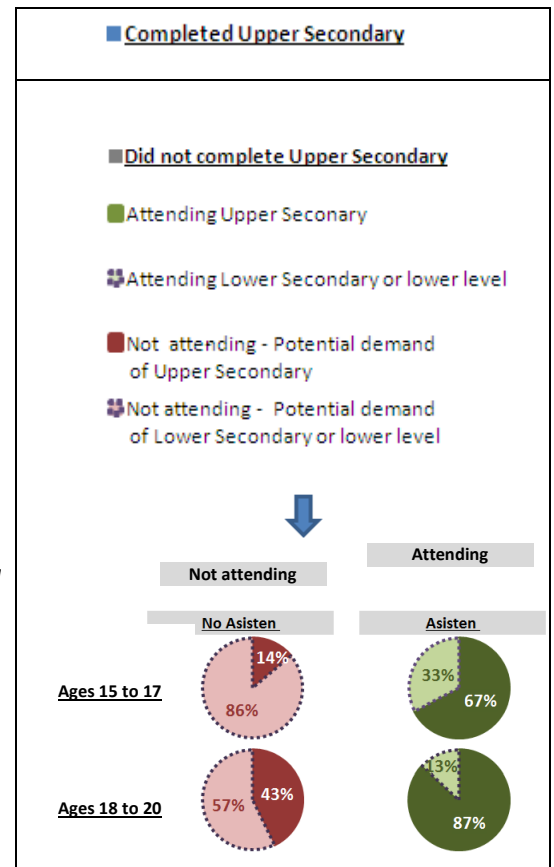 Completed Upper Secondary
Did not complete Upper Secondary
Attending Upper Seconary
Attending Lower Secondary or lower level
Not attending - Potential demand
of Upper Secondary
Not attending - Potential demand
of Lower Secondary or lower level
Attending
Not attending
No Asisten
Asisten
14%
33%
Ages 15 to 17
67%
86%
13%
43%
57%
Ages 18 to 20
87%